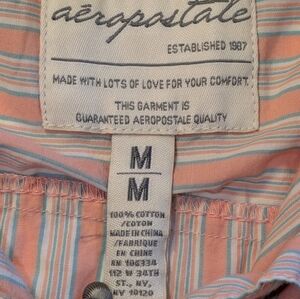 aéropostale
ESTABLISHED 1987
MADE WITH LOTS OF LOVE FOR YOUR COMFORT.
THIS GARMENT IS
GUARANTEED AEROPOSTALE QUALITY
M
M
100% COTTON
/COTON
MADE IN CHINA
/FABRIQUE
EN CHINE
RN 106334
112 W 34TH
ST., NY,
NY 10120